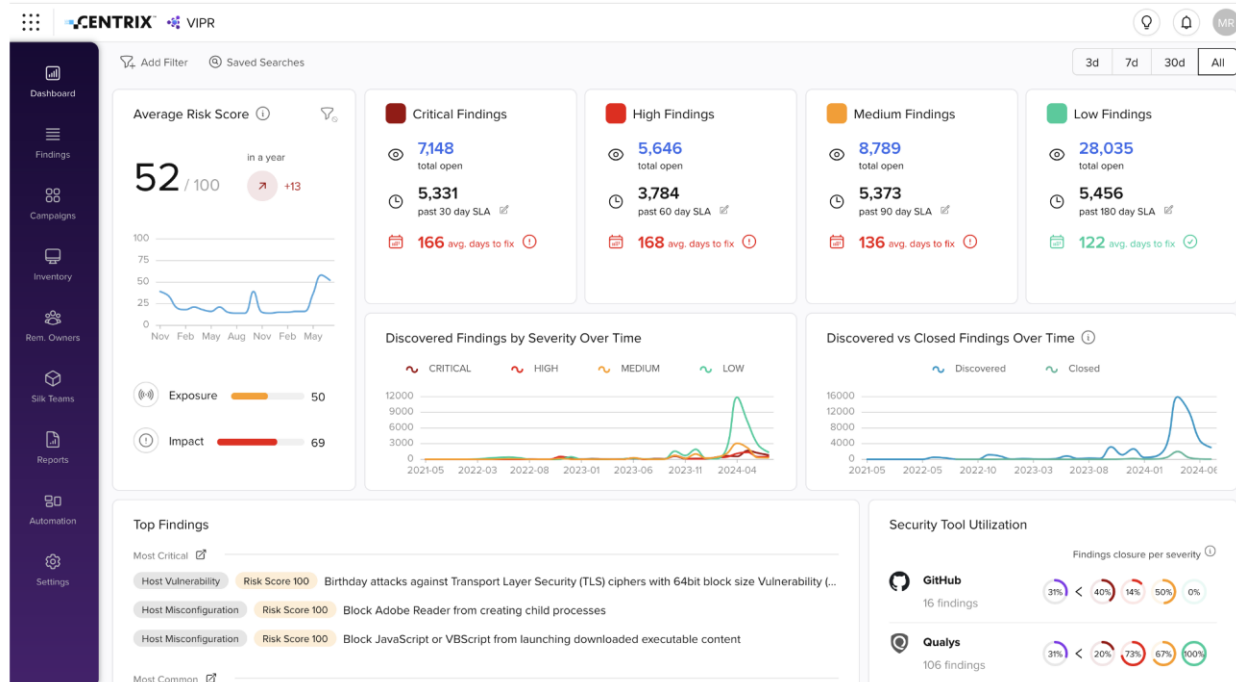 CENTRIX VIPR
MR
Add Filter Saved Searches
3d 7d 30d All
Dashboard
Findings
Campaigns
Inventory
Rem. Owners
Silk Teams
Reports
Automation
Settings
Average Risk Score
52 / 100
in a year
+13
100
75
50
25
0
Nov Feb May Aug Nov Feb May
Exposure 50
Impact 69
Critical Findings
7,148
total open
5,331
past 30 day SLA
166 avg. days to fix
High Findings
5,646
total open
3,784
past 60 day SLA
168 avg. days to fix
Medium Findings
8,789
total open
5,373
past 90 day SLA
136 avg. days to fix
Low Findings
28,035
total open
5,456
past 180 day SLA
122 avg. days to fix
Discovered Findings by Severity Over Time
CRITICAL HIGH MEDIUM LOW
12000
9000
6000
3000
0
2021-05 2022-03 2022-08 2023-01 2023-06 2023-11 2024-04
Discovered vs Closed Findings Over Time
Discovered Closed
16000
12000
8000
4000
0
2021-05 2022-05 2022-10 2023-03 2023-08 2024-01 2024-06
Top Findings
Most Critical
Host Vulnerability Risk Score 100 Birthday attacks against Transport Layer Security (TLS) ciphers with 64bit block size Vulnerability (...
Host Misconfiguration Risk Score 100 Block Adobe Reader from creating child processes
Host Misconfiguration Risk Score 100 Block JavaScript or VBScript from launching downloaded executable content
Most Common
Security Tool Utilization
Findings closure per severity
GitHub
16 findings
31% < 40% 14% 50% 0%
Qualys
106 findings
31% < 20% 73% 67% 100%